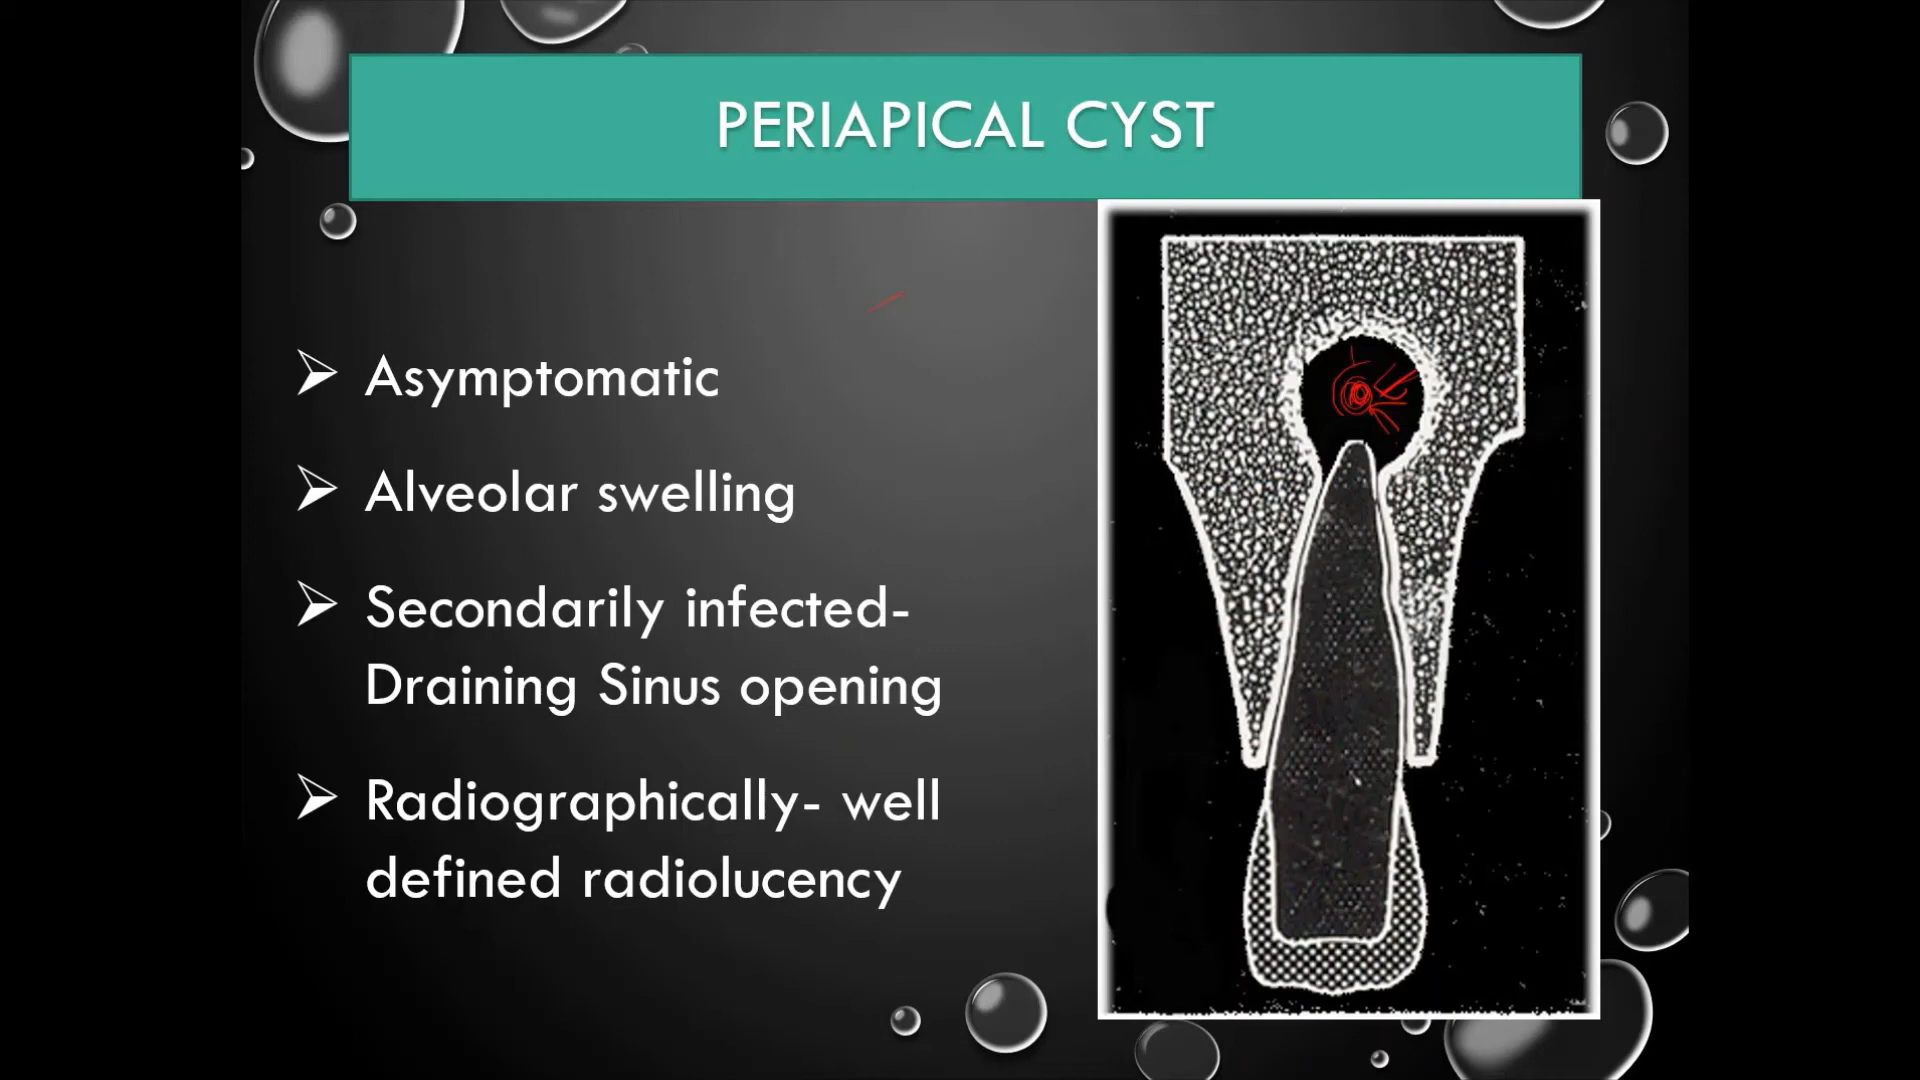 PERIAPICAL CYST
Asymptomatic
Alveolar swelling
Secondarily infected-
Draining Sinus opening
Radiographically- well
defined radiolucency